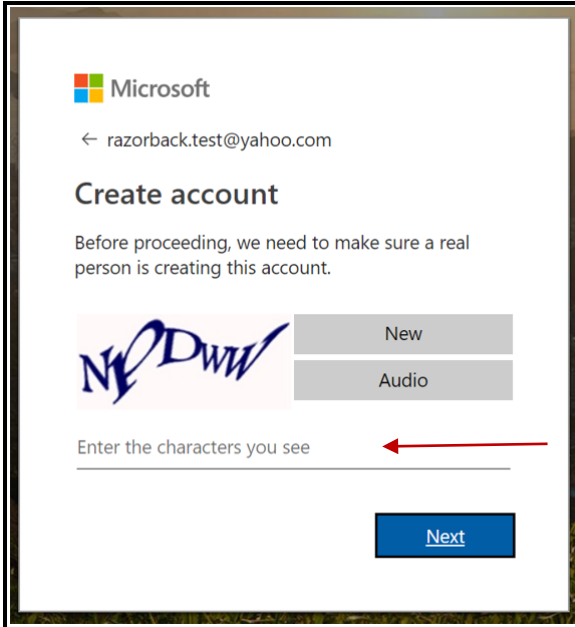 Microsoft
← razorback.test@yahoo.com
Create account
Before proceeding, we need to make sure a real
person is creating this account.
New
Audio
Enter the characters you see
Next